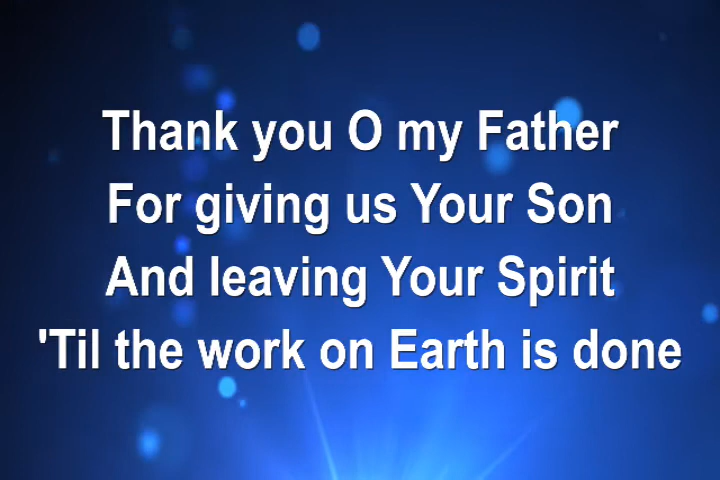 Thank you O my Father
For giving us Your Son
And leaving Your Spirit
'Til the work on Earth is done